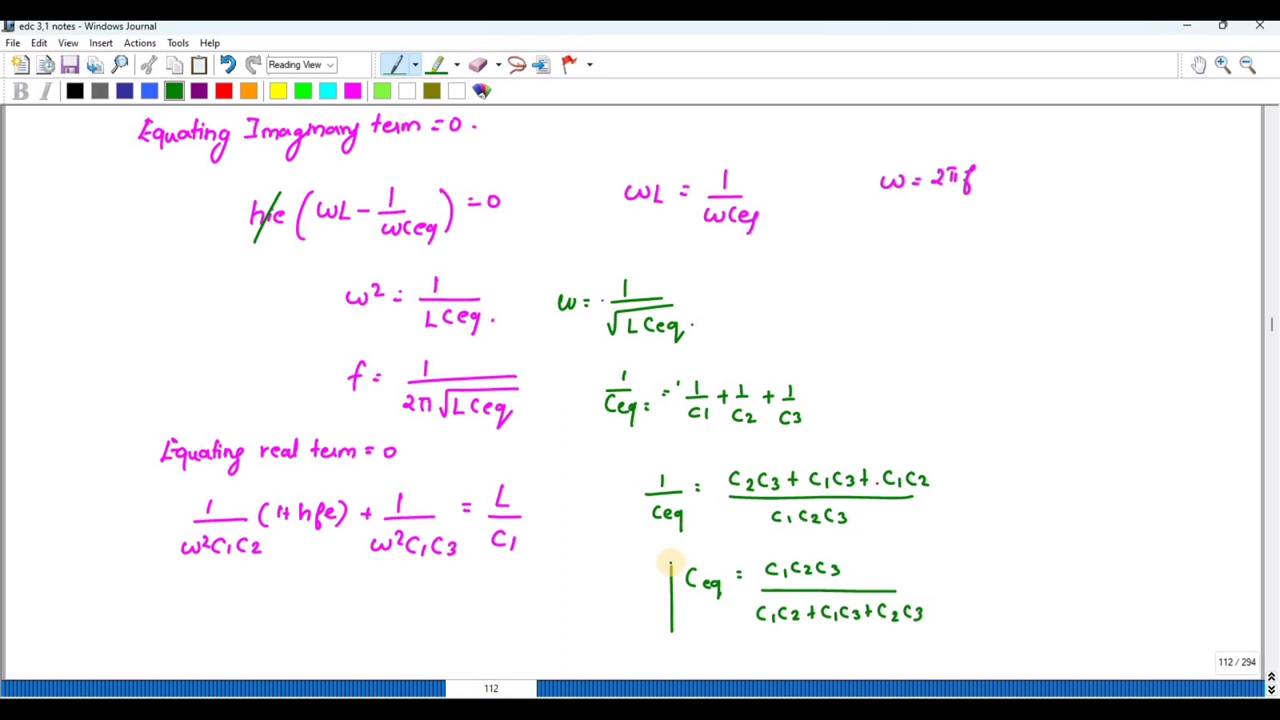 edc 3,1 notes - Windows Journal
File Edit View Insert Actions Tools Help
Reading View
B I
Equating Imaginary term = 0.
ω = 2πf
hie (ωL - 1/ωCeq) = 0
ωL = 1/ωCeq
ω² = 1/LCeq.
ω = 1/√LCeq.
f = 1/2π√LCeq
1/Ceq = 1/C1 + 1/C2 + 1/C3
Equating real term = 0
1/Ceq = C2C3 + C1C3 + C1C2/C1C2C3
1/ω²C1C2 (1+hfe) + 1/ω²C1C3 = L/C1
Ceq = C1C2C3/C1C2 + C1C3 + C2C3
112 / 294
112